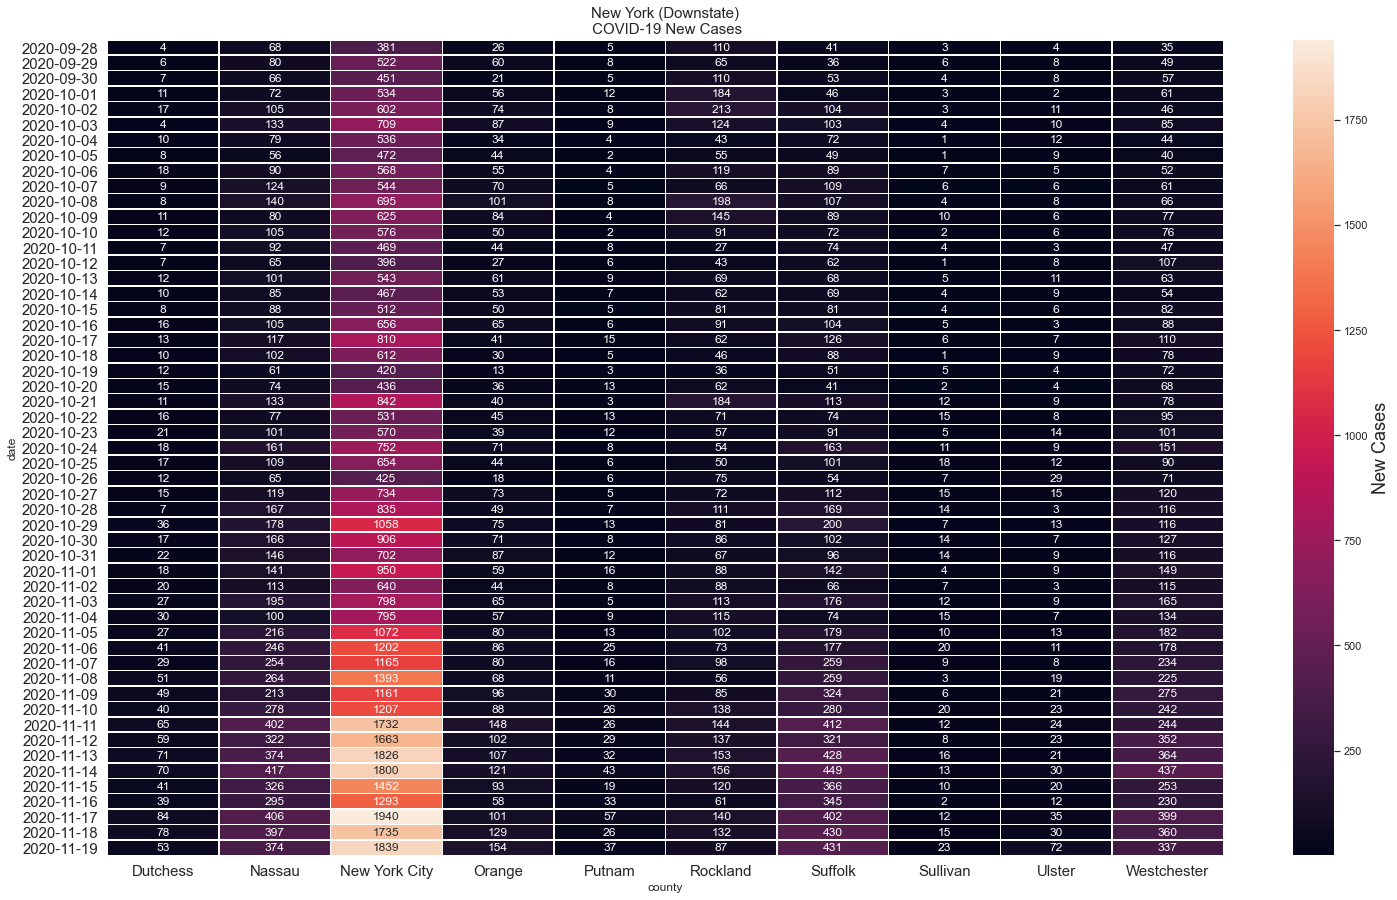 New York (Downstate)
COVID-19 New Cases
2020-09-28 4 68 381 26 5 110 41 3 4 35
2020-09-29 6 80 522 60 8 65 36 6 8 49
2020-09-30 7 66 451 21 5 110 53 4 8 57
2020-10-01 11 72 534 56 12 184 46 3 2 61
2020-10-02 17 105 602 74 8 213 104 3 11 46
2020-10-03 4 133 709 87 9 124 103 4 10 85
2020-10-04 10 79 536 34 4 43 72 1 12 44
2020-10-05 8 56 472 44 2 55 49 1 9 40
2020-10-06 18 90 568 55 4 119 89 7 5 52
2020-10-07 9 124 544 70 5 66 109 6 6 61
2020-10-08 8 140 695 101 8 198 107 4 8 66
2020-10-09 11 80 625 84 4 145 89 10 6 77
2020-10-10 12 105 576 50 2 91 72 2 6 76
2020-10-11 7 92 469 44 8 27 74 4 3 47
2020-10-12 7 65 396 27 6 43 62 1 8 107
2020-10-13 12 101 543 61 9 69 68 5 11 63
2020-10-14 10 85 467 53 7 62 69 4 9 54
2020-10-15 8 88 512 50 5 81 81 4 6 82
2020-10-16 16 105 656 65 6 91 104 5 3 88
2020-10-17 13 117 810 41 15 62 126 6 7 110
2020-10-18 10 102 612 30 5 46 88 1 9 78
2020-10-19 12 61 420 13 3 36 51 5 4 72
2020-10-20 15 74 436 36 13 62 41 2 4 68
2020-10-21 11 133 842 40 3 184 113 12 9 78
2020-10-22 16 77 531 45 13 71 74 15 8 95
2020-10-23 21 101 570 39 12 57 91 5 14 101
2020-10-24 18 161 752 71 8 54 163 11 9 151
2020-10-25 17 109 654 44 6 50 101 18 12 90
2020-10-26 12 65 425 18 6 75 54 7 29 71
2020-10-27 15 119 734 73 5 72 112 15 15 120
2020-10-28 7 167 835 49 7 111 169 14 3 116
2020-10-29 36 178 1058 75 13 81 200 7 13 116
2020-10-30 17 166 906 71 8 86 102 14 7 127
2020-10-31 22 146 702 87 12 67 96 14 9 116
2020-11-01 18 141 950 59 16 88 142 4 9 149
2020-11-02 20 113 640 44 8 88 66 7 3 115
2020-11-03 27 195 798 65 5 113 176 12 9 165
2020-11-04 30 100 795 57 9 115 74 15 7 134
2020-11-05 27 216 1072 80 13 102 179 10 13 182
2020-11-06 41 246 1202 86 25 73 177 20 11 178
2020-11-07 29 254 1165 80 16 98 259 9 8 234
2020-11-08 51 264 1393 68 11 56 259 3 19 225
2020-11-09 49 213 1161 96 30 85 324 6 21 275
2020-11-10 40 278 1207 88 26 138 280 20 23 242
2020-11-11 65 402 1732 148 26 144 412 12 24 244
2020-11-12 59 322 1663 102 29 137 321 8 23 352
2020-11-13 71 374 1826 107 32 153 428 16 21 364
2020-11-14 70 417 1800 121 43 156 449 13 30 437
2020-11-15 41 326 1452 93 19 120 366 10 20 253
2020-11-16 39 295 1293 58 33 61 345 2 12 230
2020-11-17 84 406 1940 101 57 140 402 12 35 399
2020-11-18 78 397 1735 129 26 132 430 15 30 360
2020-11-19 53 374 1839 154 37 87 431 23 72 337
Dutchess Nassau New York City Orange Putnam Rockland Suffolk Sullivan Ulster Westchester
county
date
1750
1500
1250
1000
750
500
250
New Cases